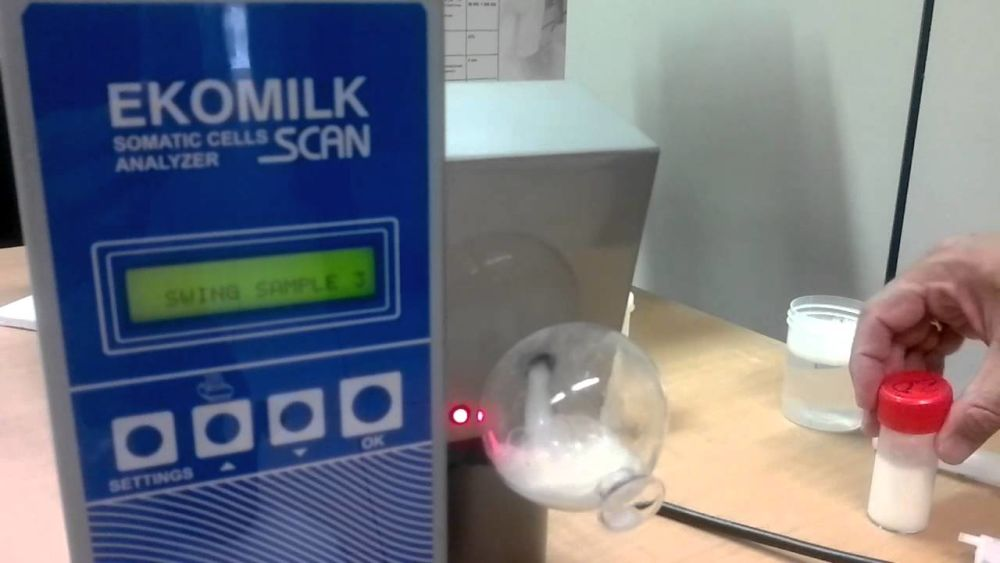 EKOMILK
SOMATIC CELLS
ANALYZER
SCAN
SWING SAMPLE 3
SETTINGS
OK